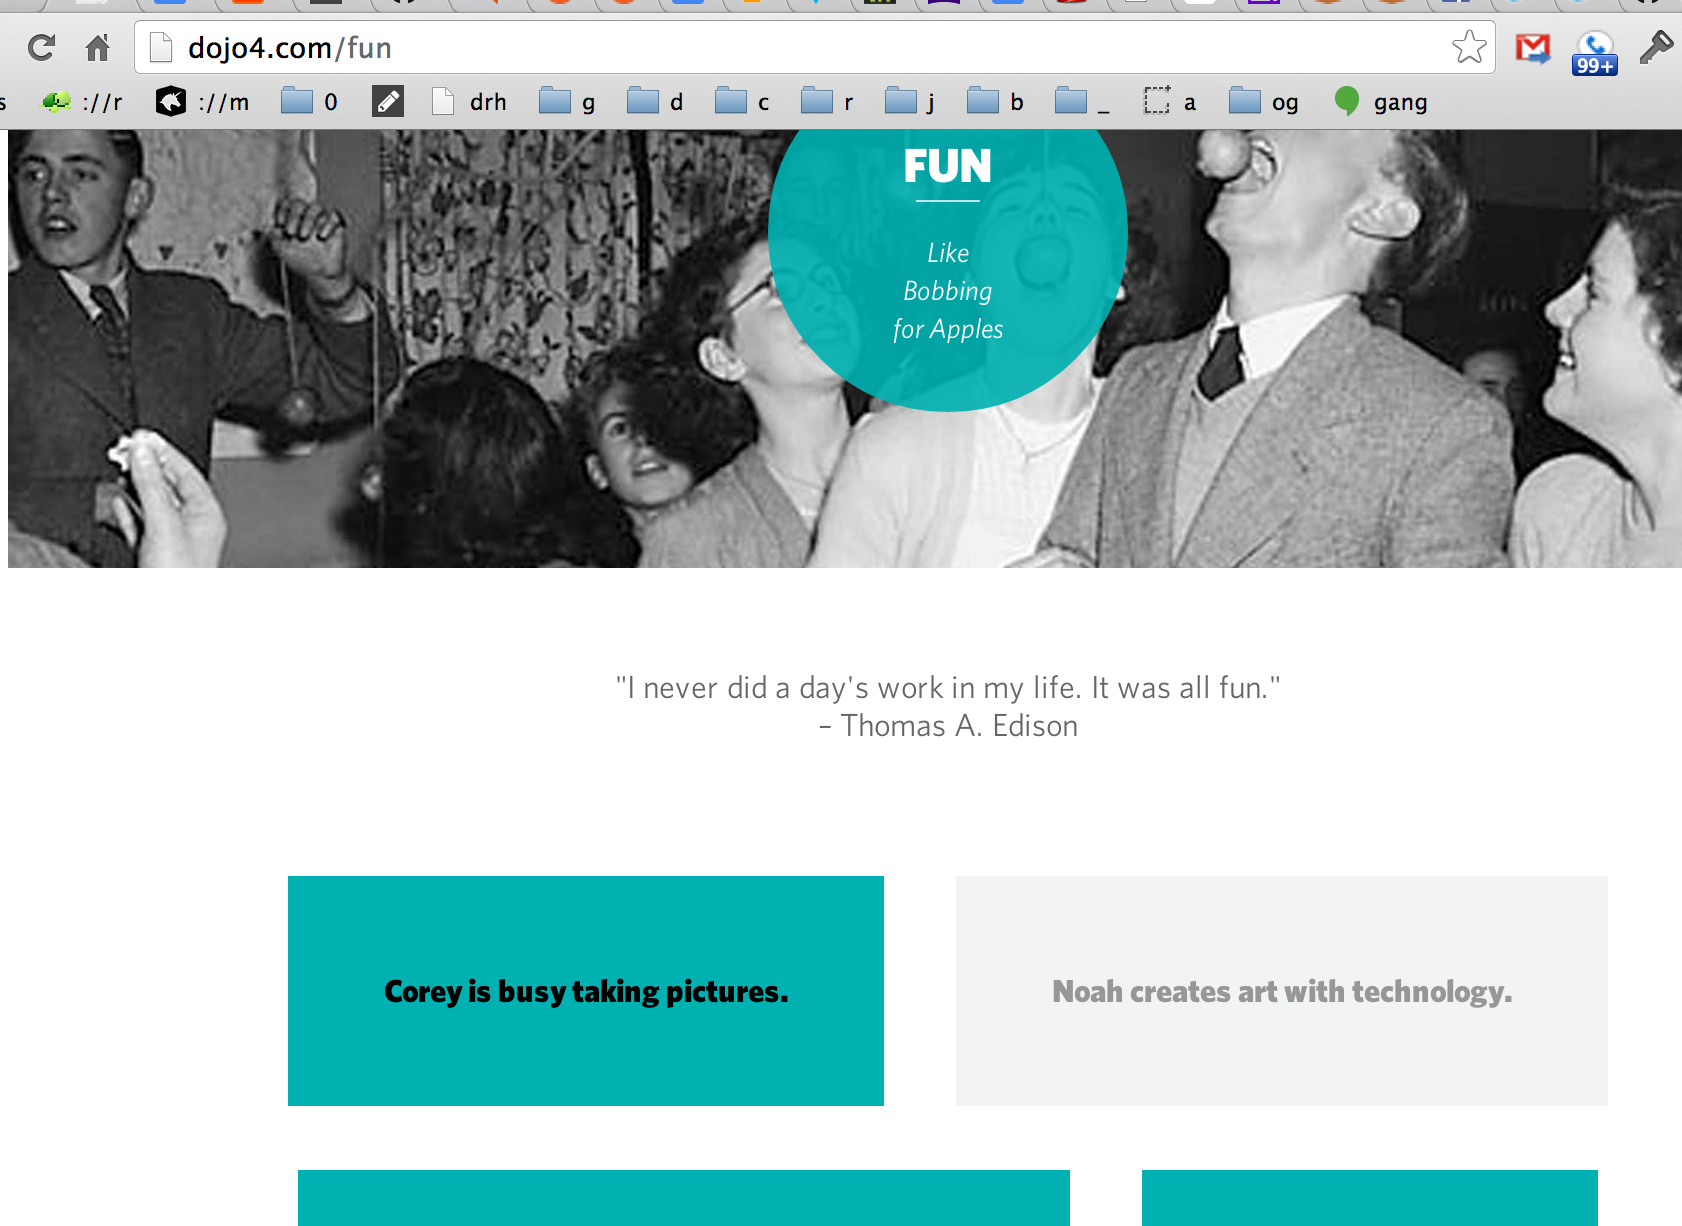 dojo4.com/fun
99+
s ://r ://m 0 drh g d c r j b _ a og gang
FUN
Like
Bobbing
for Apples
"I never did a day's work in my life. It was all fun."
– Thomas A. Edison
Corey is busy taking pictures.
Noah creates art with technology.